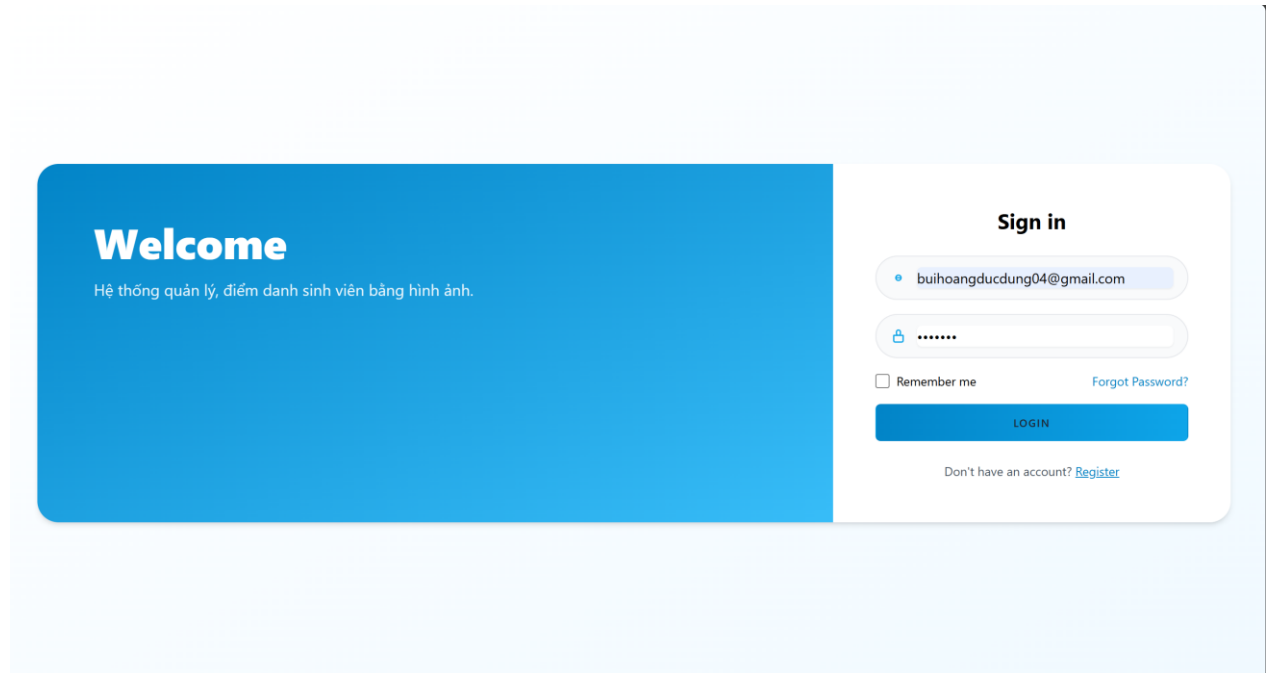 Welcome
Hệ thống quản lý, điểm danh sinh viên bằng hình ảnh.
Sign in
buihoangducdung04@gmail.com
•••••••
Remember me
Forgot Password?
LOGIN
Don't have an account? Register